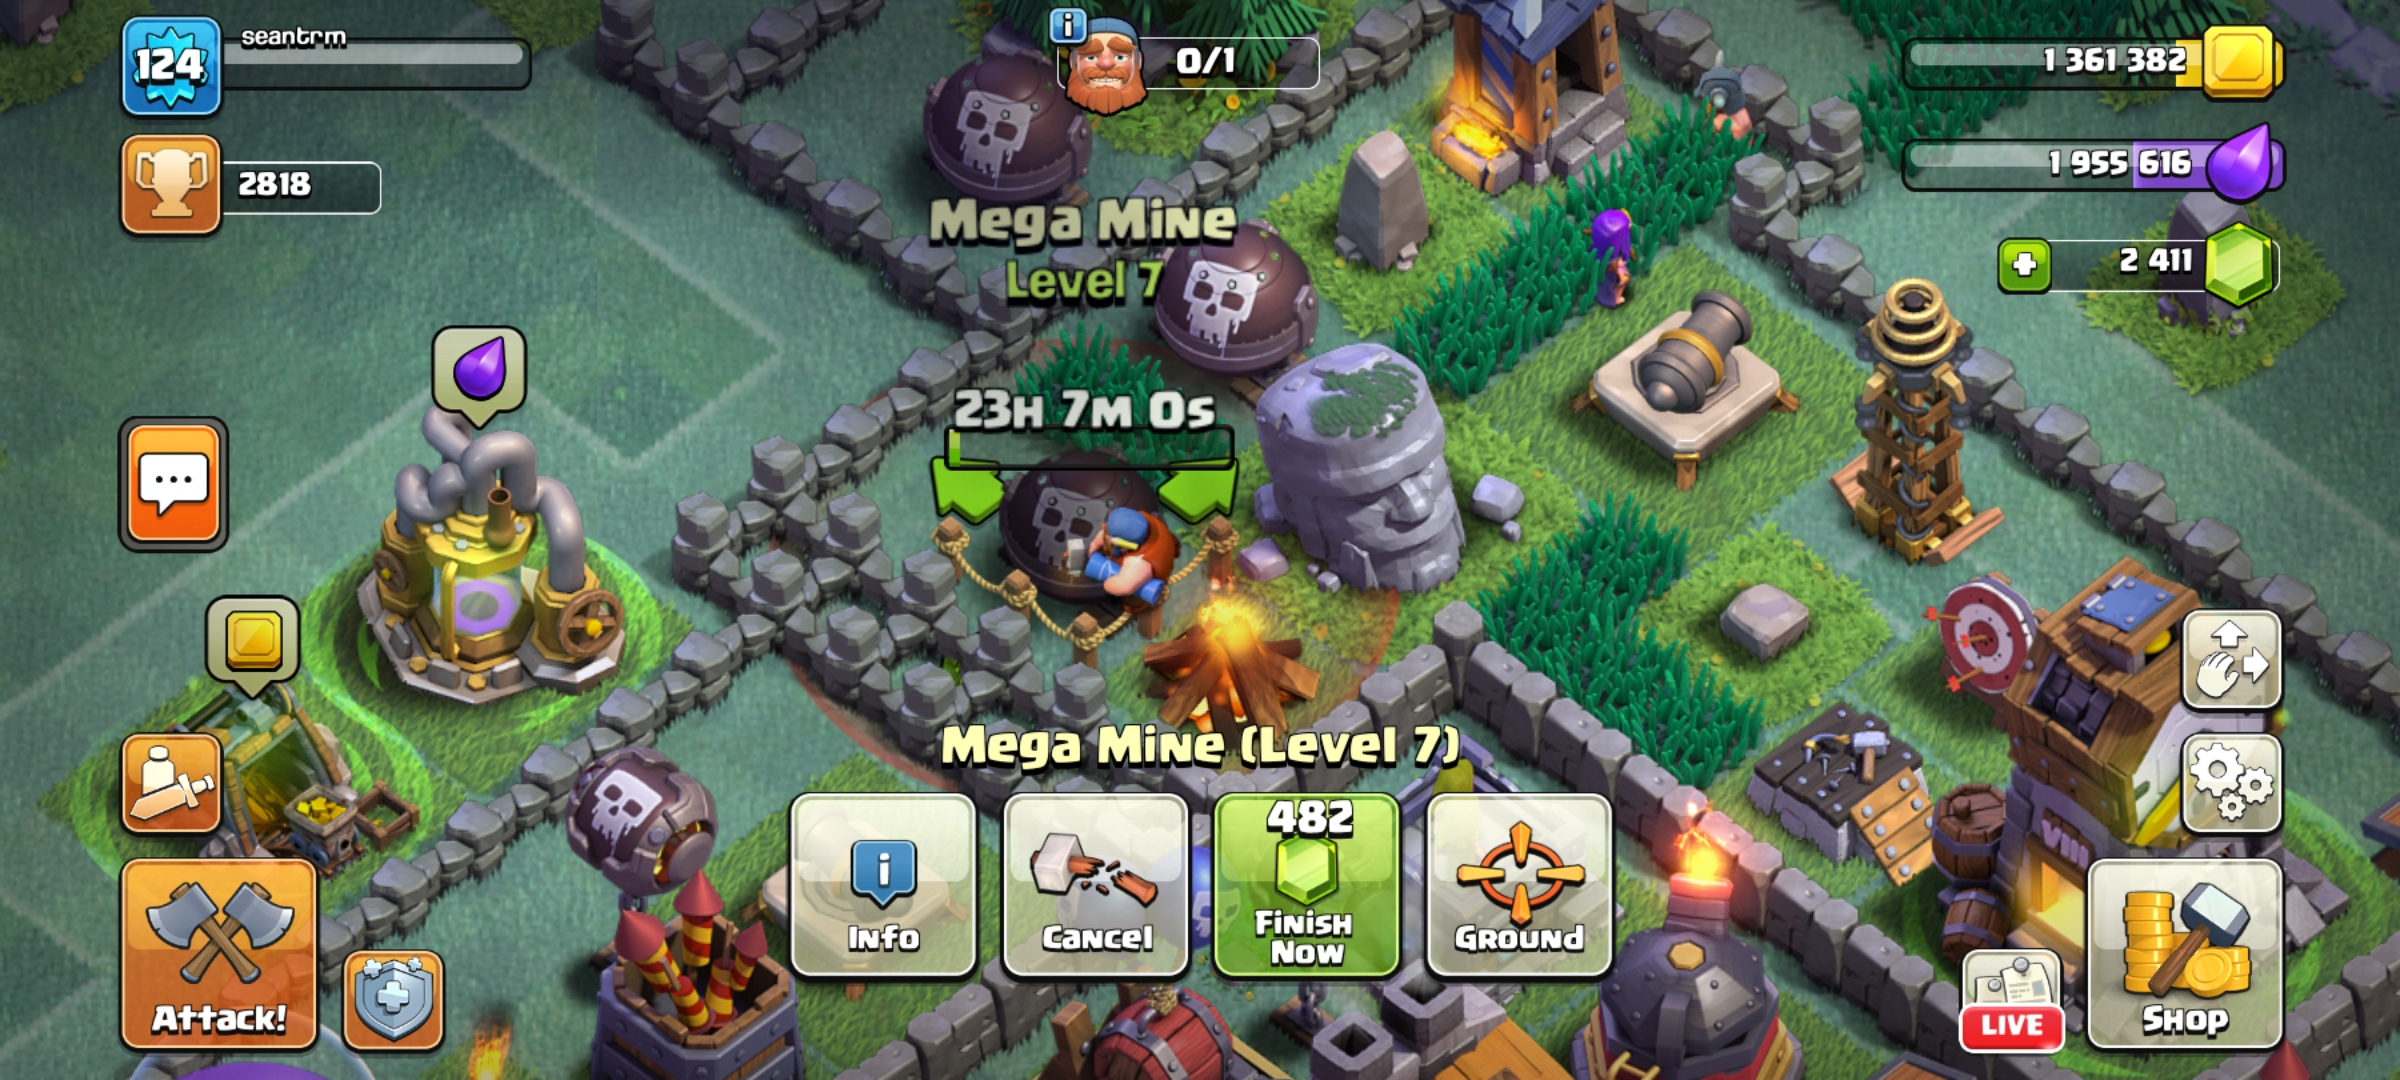 124
seantrm
0/1
1 361 382
2818
1 955 616
2 411
Mega Mine
Level 7
23H 7M 0s
Mega Mine (Level 7)
Info
Cancel
482
Finish
Now
Ground
Attack!
VIII
LIVE
Shop